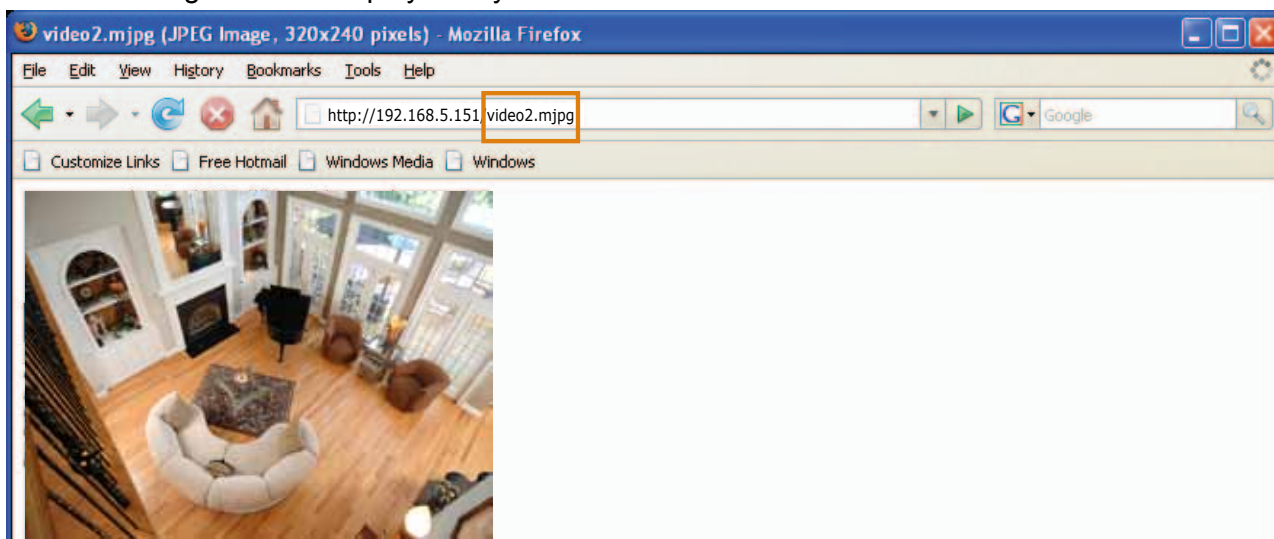 video2.mjpg (JPEG Image, 320x240 pixels) - Mozilla Firefox
File Edit View History Bookmarks Tools Help
http://192.168.5.151/video2.mjpg G Google
Customize Links Free Hotmail Windows Media Windows